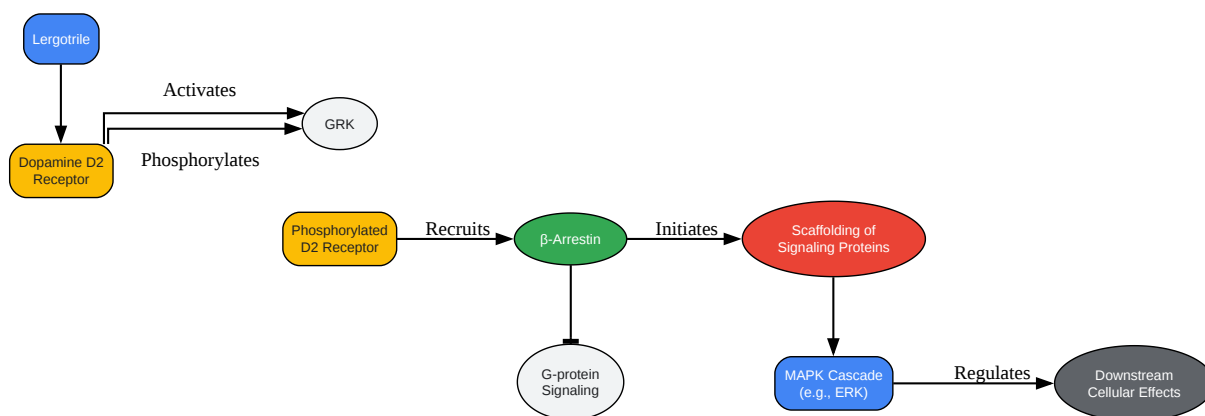 Lergotrile
Activates
GRK
Dopamine D2
Receptor
Phosphorylates
Phosphorylated
D2 Receptor
Recruits
β-Arrestin
Initiates
Scaffolding of
Signaling Proteins
G-protein
Signaling
MAPK Cascade
(e.g., ERK)
Regulates
Downstream
Cellular Effects